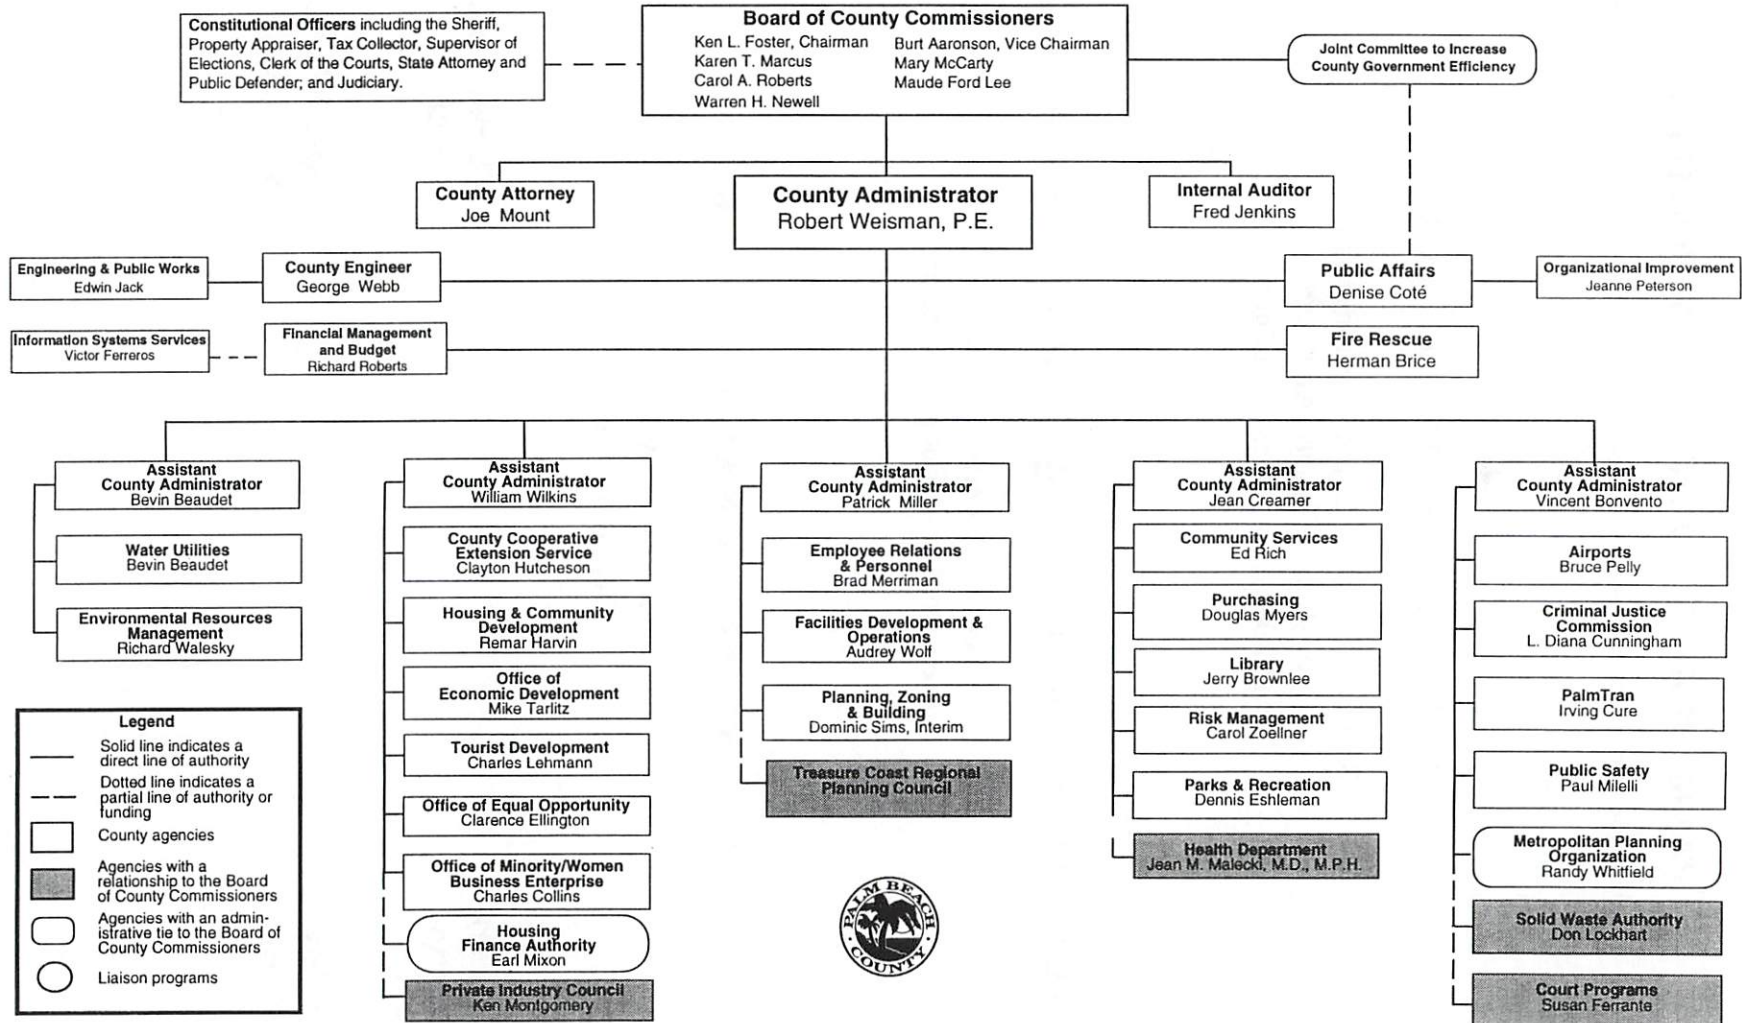 Constitutional Officers including the Sheriff,
Property Appraiser, Tax Collector, Supervisor of
Elections, Clerk of the Courts, State Attorney and
Public Defender; and Judiciary.
Board of County Commissioners
Ken L. Foster, Chairman
Burt Aaronson, Vice Chairman
Karen T. Marcus
Mary McCarty
Carol A. Roberts
Maude Ford Lee
Warren H. Newell
Joint Committee to Increase
County Government Efficiency
County Attorney
Joe Mount
County Administrator
Robert Weisman, P.E.
Internal Auditor
Fred Jenkins
Engineering & Public Works
Edwin Jack
County Engineer
George Webb
Public Affairs
Denise Coté
Organizational Improvement
Jeanne Peterson
Information Systems Services
Victor Ferreros
Financial Management
and Budget
Richard Roberts
Fire Rescue
Herman Brice
Assistant
County Administrator
Bevin Beaudet
Water Utilities
Bevin Beaudet
Environmental Resources
Management
Richard Walesky
Assistant
County Administrator
William Wilkins
County Cooperative
Extension Service
Clayton Hutcheson
Housing & Community
Development
Remar Harvin
Office of
Economic Development
Mike Tarlitz
Tourist Development
Charles Lehmann
Office of Equal Opportunity
Clarence Ellington
Office of Minority/Women
Business Enterprise
Charles Collins
Housing
Finance Authority
Earl Mixon
Private Industry Council
Ken Montgomery
Assistant
County Administrator
Patrick Miller
Employee Relations
& Personnel
Brad Merriman
Facilities Development &
Operations
Audrey Wolf
Planning, Zoning
& Building
Dominic Sims, Interim
Treasure Coast Regional
Planning Council
Assistant
County Administrator
Jean Creamer
Community Services
Ed Rich
Purchasing
Douglas Myers
Library
Jerry Brownlee
Risk Management
Carol Zoellner
Parks & Recreation
Dennis Eshleman
Health Department
Jean M. Malecki, M.D., M.P.H.
Assistant
County Administrator
Vincent Bonvento
Airports
Bruce Pelly
Criminal Justice
Commission
L. Diana Cunningham
PalmTran
Irving Cure
Public Safety
Paul Milelli
Metropolitan Planning
Organization
Randy Whitfield
Solid Waste Authority
Don Lockhart
Court Programs
Susan Ferrante
Legend
Solid line indicates a
direct line of authority
Dotted line indicates a
partial line of authority or
funding
County agencies
Agencies with a
relationship to the Board
of County Commissioners
Agencies with an admin-
istrative tie to the Board of
County Commissioners
Liaison programs
PALM BEACH
COUNTY